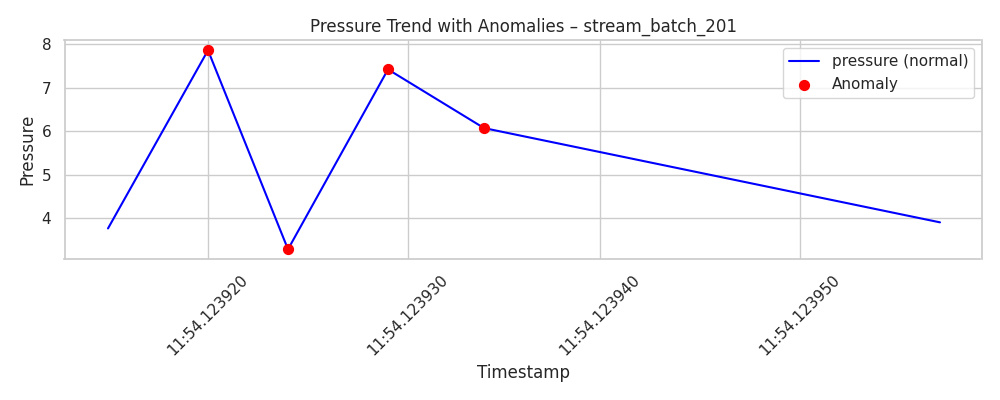 Pressure Trend with Anomalies – stream_batch_201
pressure (normal)
Anomaly
Pressure
8
7
6
5
4
11:54.123920
11:54.123930
11:54.123940
11:54.123950
Timestamp